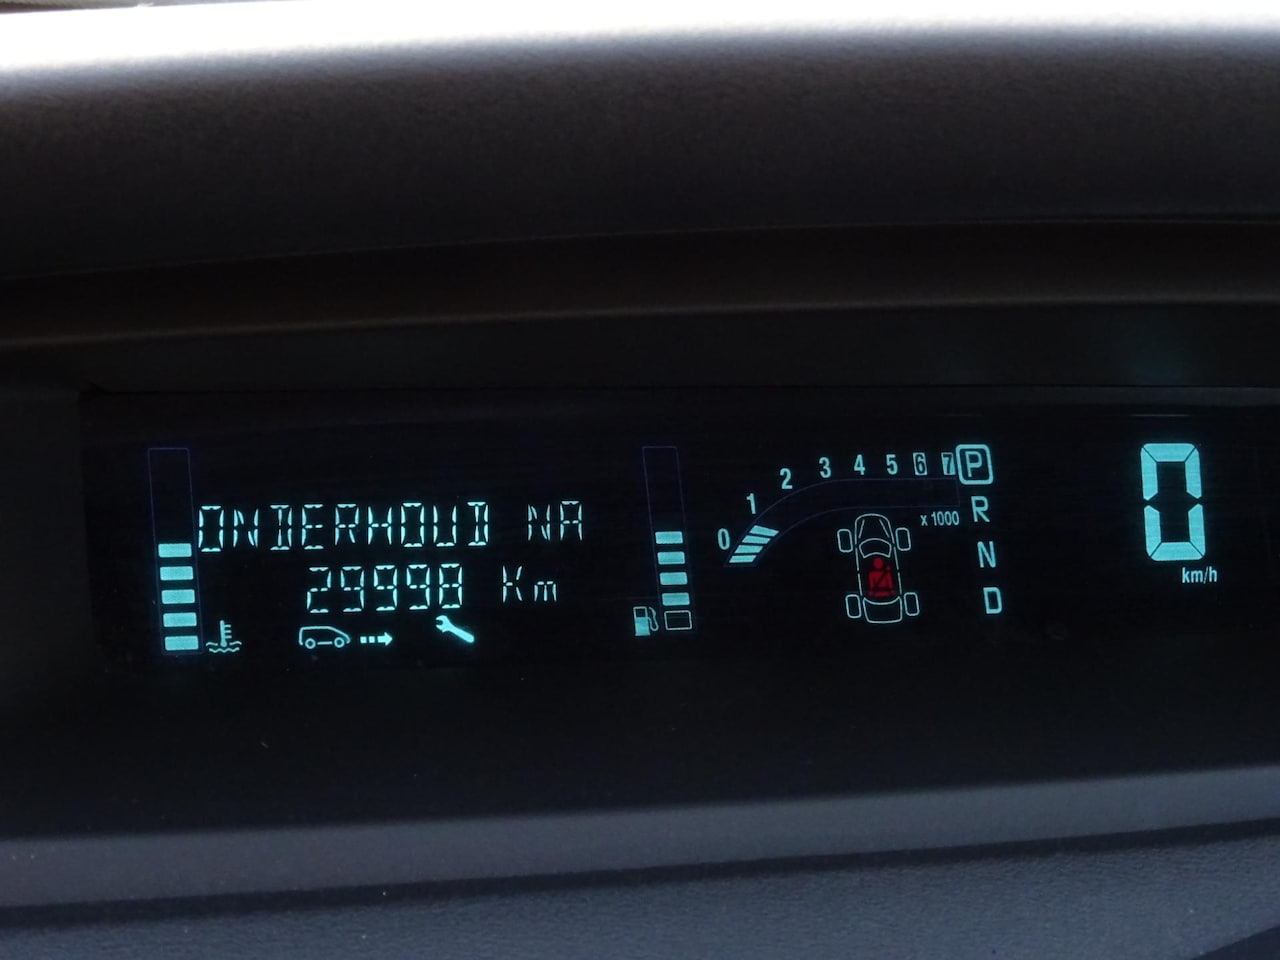 ONDERHOUD NA
29998 Km
0 1 2 3 4 5 6 7
x 1000
P
R
N
D
0
km/h